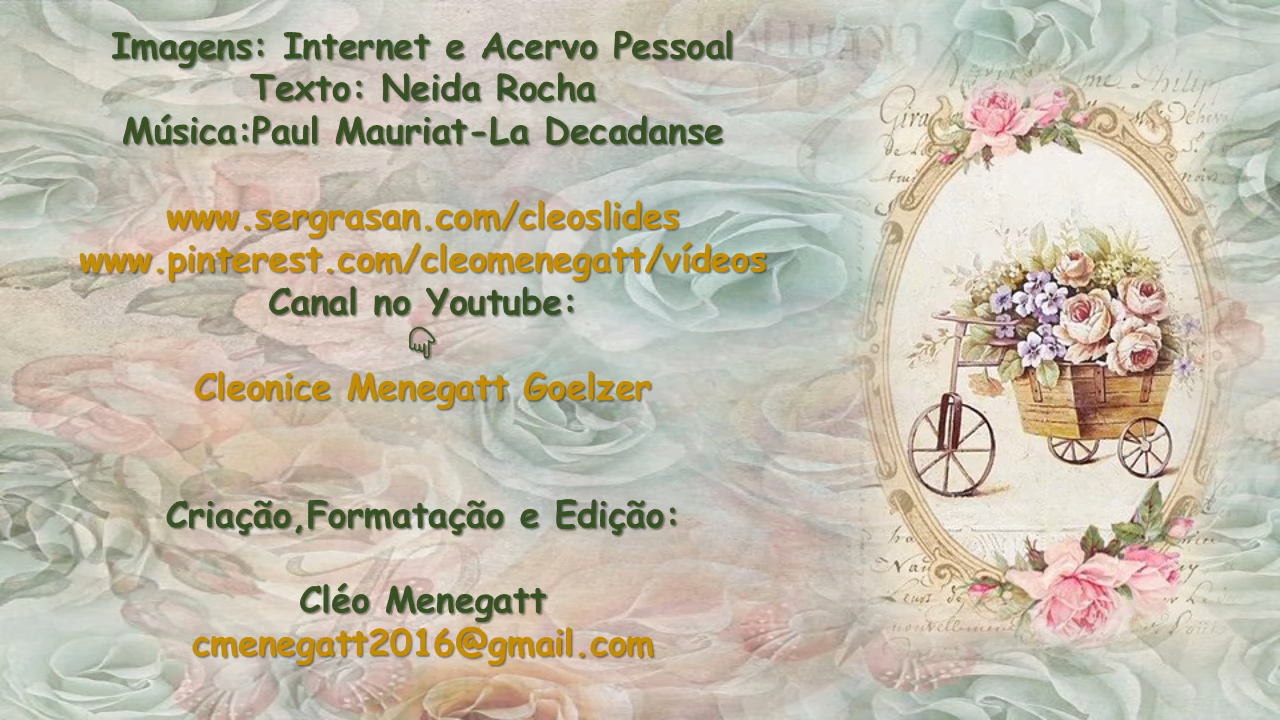 Imagens: Internet e Acervo Pessoal
Texto: Neida Rocha
Música:Paul Mauriat-La Decadanse
www.sergrasan.com/cleoslides
www.pinterest.com/cleomenegatt/vídeos
Canal no Youtube:
Cleonice Menegatt Goelzer
Criação,Formatação e Edição:
Cléo Menegatt
cmenegatt2016@gmail.com